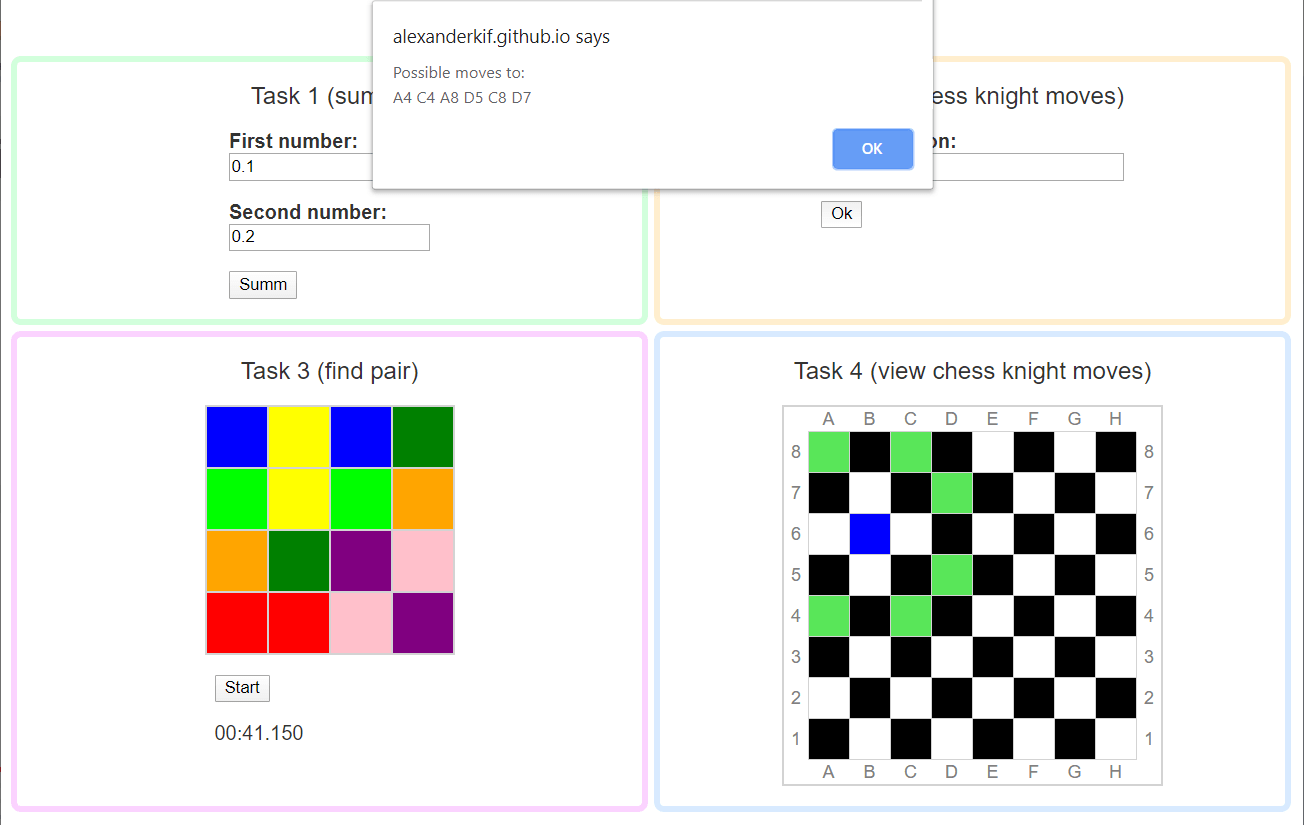 alexanderkif.github.io says
Possible moves to:
A4 C4 A8 D5 C8 D7
OK
Task 1 (sum
First number:
0.1
Second number:
0.2
Summ
ess knight moves)
on:
Ok
Task 3 (find pair)
Start
00:41.150
Task 4 (view chess knight moves)
A B C D E F G H
8 8
7 7
6 6
5 5
4 4
3 3
2 2
1 1
A B C D E F G H